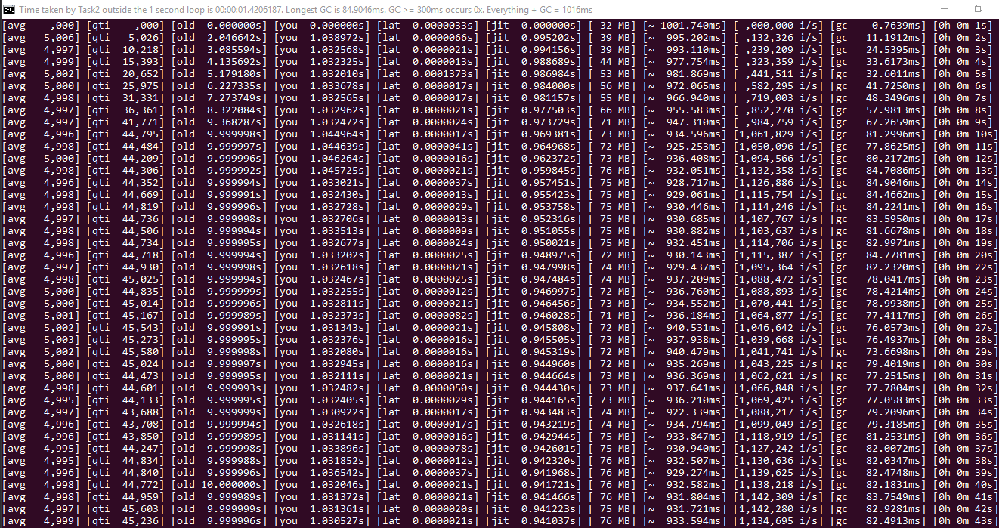 Time taken by Task2 outside the 1 second loop is 00:00:01.4206187. Longest GC is 84.9046ms. GC >= 300ms occurs 0x. Everything + GC = 1016ms
[avg ,000] [qti ,000] [old 0.000000s] [you 0.000000s] [lat 0.0000033s] [jit 0.000000s] [ 32 MB] [~ 1001.740ms] [ ,000,000 i/s] [gc 0.7639ms] [0h 0m 1s]
[avg 5,006] [qti 5,026] [old 2.046642s] [you 1.038972s] [lat 0.0000066s] [jit 0.995202s] [ 39 MB] [~ 995.202ms] [ ,132,326 i/s] [gc 11.1912ms] [0h 0m 2s]
[avg 4,997] [qti 10,218] [old 3.085594s] [you 1.032568s] [lat 0.0000021s] [jit 0.994156s] [ 39 MB] [~ 993.110ms] [ ,239,209 i/s] [gc 24.5395ms] [0h 0m 3s]
[avg 4,999] [qti 15,393] [old 4.135692s] [you 1.032325s] [lat 0.0000013s] [jit 0.988689s] [ 44 MB] [~ 977.754ms] [ ,323,359 i/s] [gc 33.6173ms] [0h 0m 4s]
[avg 5,002] [qti 20,652] [old 5.179180s] [you 1.032010s] [lat 0.0001373s] [jit 0.986984s] [ 53 MB] [~ 981.869ms] [ ,441,511 i/s] [gc 32.6011ms] [0h 0m 5s]
[avg 5,000] [qti 25,975] [old 6.227335s] [you 1.033678s] [lat 0.0000017s] [jit 0.984000s] [ 56 MB] [~ 972.065ms] [ ,582,295 i/s] [gc 41.7250ms] [0h 0m 6s]
[avg 4,998] [qti 31,331] [old 7.273749s] [you 1.032565s] [lat 0.0000017s] [jit 0.981157s] [ 55 MB] [~ 966.940ms] [ ,719,003 i/s] [gc 48.3496ms] [0h 0m 7s]
[avg 4,997] [qti 36,361] [old 8.322084s] [you 1.032962s] [lat 0.0000021s] [jit 0.977503s] [ 66 MB] [~ 955.583ms] [ ,852,270 i/s] [gc 57.9813ms] [0h 0m 8s]
[avg 4,997] [qti 41,771] [old 9.368287s] [you 1.032472s] [lat 0.0000024s] [jit 0.973729s] [ 71 MB] [~ 947.310ms] [ ,984,759 i/s] [gc 67.2659ms] [0h 0m 9s]
[avg 4,996] [qti 44,795] [old 9.999998s] [you 1.044964s] [lat 0.0000017s] [jit 0.969381s] [ 73 MB] [~ 934.596ms] [1,061,829 i/s] [gc 81.2996ms] [0h 0m 10s]
[avg 4,998] [qti 44,484] [old 9.999997s] [you 1.044639s] [lat 0.0000041s] [jit 0.964968s] [ 72 MB] [~ 925.253ms] [1,050,096 i/s] [gc 77.8625ms] [0h 0m 11s]
[avg 5,000] [qti 44,209] [old 9.999996s] [you 1.046264s] [lat 0.0000016s] [jit 0.962372s] [ 73 MB] [~ 936.408ms] [1,094,566 i/s] [gc 80.2172ms] [0h 0m 12s]
[avg 4,998] [qti 44,306] [old 9.999992s] [you 1.045725s] [lat 0.0000021s] [jit 0.959845s] [ 76 MB] [~ 932.051ms] [1,132,358 i/s] [gc 84.7086ms] [0h 0m 13s]
[avg 4,996] [qti 44,352] [old 9.999994s] [you 1.033021s] [lat 0.0000037s] [jit 0.957451s] [ 75 MB] [~ 928.717ms] [1,126,886 i/s] [gc 84.9046ms] [0h 0m 14s]
[avg 4,998] [qti 44,669] [old 9.999991s] [you 1.032430s] [lat 0.0000013s] [jit 0.955423s] [ 75 MB] [~ 929.061ms] [1,115,754 i/s] [gc 84.4662ms] [0h 0m 15s]
[avg 4,998] [qti 44,819] [old 9.999996s] [you 1.032728s] [lat 0.0000029s] [jit 0.953758s] [ 75 MB] [~ 930.446ms] [1,114,246 i/s] [gc 84.2241ms] [0h 0m 16s]
[avg 4,997] [qti 44,736] [old 9.999998s] [you 1.032706s] [lat 0.0000013s] [jit 0.952316s] [ 75 MB] [~ 930.685ms] [1,107,767 i/s] [gc 83.5950ms] [0h 0m 17s]
[avg 4,998] [qti 44,506] [old 9.999994s] [you 1.033513s] [lat 0.0000009s] [jit 0.951055s] [ 75 MB] [~ 930.882ms] [1,103,637 i/s] [gc 81.6678ms] [0h 0m 18s]
[avg 4,998] [qti 44,734] [old 9.999995s] [you 1.032677s] [lat 0.0000024s] [jit 0.950021s] [ 75 MB] [~ 932.451ms] [1,114,706 i/s] [gc 82.9971ms] [0h 0m 19s]
[avg 4,996] [qti 44,718] [old 9.999994s] [you 1.033202s] [lat 0.0000025s] [jit 0.948975s] [ 72 MB] [~ 930.143ms] [1,115,387 i/s] [gc 84.7781ms] [0h 0m 20s]
[avg 4,997] [qti 44,930] [old 9.999998s] [you 1.032618s] [lat 0.0000021s] [jit 0.947998s] [ 74 MB] [~ 929.437ms] [1,095,364 i/s] [gc 82.2320ms] [0h 0m 22s]
[avg 4,998] [qti 45,025] [old 9.999994s] [you 1.032467s] [lat 0.0000025s] [jit 0.947484s] [ 74 MB] [~ 937.209ms] [1,088,472 i/s] [gc 78.0417ms] [0h 0m 23s]
[avg 5,000] [qti 44,835] [old 9.999998s] [you 1.032255s] [lat 0.0000012s] [jit 0.946997s] [ 72 MB] [~ 936.760ms] [1,088,893 i/s] [gc 78.4214ms] [0h 0m 24s]
[avg 5,000] [qti 45,014] [old 9.999996s] [you 1.032811s] [lat 0.0000021s] [jit 0.946456s] [ 73 MB] [~ 934.552ms] [1,070,441 i/s] [gc 78.9938ms] [0h 0m 25s]
[avg 5,001] [qti 45,167] [old 9.999989s] [you 1.032373s] [lat 0.0000082s] [jit 0.946028s] [ 71 MB] [~ 936.184ms] [1,064,877 i/s] [gc 77.4117ms] [0h 0m 26s]
[avg 5,002] [qti 45,543] [old 9.999991s] [you 1.031343s] [lat 0.0000021s] [jit 0.945808s] [ 72 MB] [~ 940.531ms] [1,046,642 i/s] [gc 76.0573ms] [0h 0m 27s]
[avg 5,003] [qti 45,273] [old 9.999995s] [you 1.032376s] [lat 0.0000016s] [jit 0.945505s] [ 73 MB] [~ 937.938ms] [1,039,668 i/s] [gc 76.4937ms] [0h 0m 28s]
[avg 5,002] [qti 45,580] [old 9.999998s] [you 1.032080s] [lat 0.0000016s] [jit 0.945319s] [ 72 MB] [~ 940.479ms] [1,041,741 i/s] [gc 73.6698ms] [0h 0m 29s]
[avg 5,000] [qti 45,024] [old 9.999997s] [you 1.032945s] [lat 0.0000016s] [jit 0.944960s] [ 72 MB] [~ 935.269ms] [1,043,225 i/s] [gc 79.4019ms] [0h 0m 30s]
[avg 5,000] [qti 44,473] [old 9.999995s] [you 1.032111s] [lat 0.0000021s] [jit 0.944664s] [ 73 MB] [~ 936.369ms] [1,062,621 i/s] [gc 77.2515ms] [0h 0m 31s]
[avg 4,998] [qti 44,601] [old 9.999993s] [you 1.032482s] [lat 0.0000050s] [jit 0.944430s] [ 73 MB] [~ 937.641ms] [1,066,848 i/s] [gc 77.7804ms] [0h 0m 32s]
[avg 4,995] [qti 44,133] [old 9.999995s] [you 1.032405s] [lat 0.0000029s] [jit 0.944165s] [ 73 MB] [~ 936.210ms] [1,069,425 i/s] [gc 77.0583ms] [0h 0m 33s]
[avg 4,997] [qti 43,688] [old 9.999999s] [you 1.030922s] [lat 0.0000017s] [jit 0.943483s] [ 74 MB] [~ 922.339ms] [1,088,217 i/s] [gc 79.2096ms] [0h 0m 34s]
[avg 4,996] [qti 43,708] [old 9.999994s] [you 1.032618s] [lat 0.0000017s] [jit 0.943219s] [ 74 MB] [~ 934.794ms] [1,099,049 i/s] [gc 79.3185ms] [0h 0m 35s]
[avg 4,996] [qti 43,850] [old 9.999989s] [you 1.031141s] [lat 0.0000016s] [jit 0.942944s] [ 75 MB] [~ 933.847ms] [1,118,919 i/s] [gc 81.2531ms] [0h 0m 36s]
[avg 4,995] [qti 44,247] [old 9.999999s] [you 1.033896s] [lat 0.0000078s] [jit 0.942601s] [ 75 MB] [~ 930.940ms] [1,127,242 i/s] [gc 82.0072ms] [0h 0m 37s]
[avg 4,995] [qti 44,834] [old 9.999988s] [you 1.031852s] [lat 0.0000012s] [jit 0.942320s] [ 76 MB] [~ 932.507ms] [1,130,636 i/s] [gc 82.0347ms] [0h 0m 38s]
[avg 4,996] [qti 44,840] [old 9.999996s] [you 1.036542s] [lat 0.0000037s] [jit 0.941968s] [ 76 MB] [~ 929.274ms] [1,139,625 i/s] [gc 82.4748ms] [0h 0m 39s]
[avg 4,998] [qti 44,772] [old 10.000000s] [you 1.032046s] [lat 0.0000021s] [jit 0.941721s] [ 76 MB] [~ 932.582ms] [1,138,218 i/s] [gc 82.1831ms] [0h 0m 40s]
[avg 4,998] [qti 44,959] [old 9.999989s] [you 1.031372s] [lat 0.0000021s] [jit 0.941466s] [ 76 MB] [~ 931.804ms] [1,142,309 i/s] [gc 83.7549ms] [0h 0m 41s]
[avg 4,997] [qti 45,603] [old 9.999999s] [you 1.031361s] [lat 0.0000020s] [jit 0.941223s] [ 75 MB] [~ 931.721ms] [1,142,280 i/s] [gc 82.9281ms] [0h 0m 42s]
[avg 4,999] [qti 45,236] [old 9.999996s] [you 1.030527s] [lat 0.0000021s] [jit 0.941037s] [ 76 MB] [~ 933.594ms] [1,134,695 i/s] [gc 82.4913ms] [0h 0m 43s]